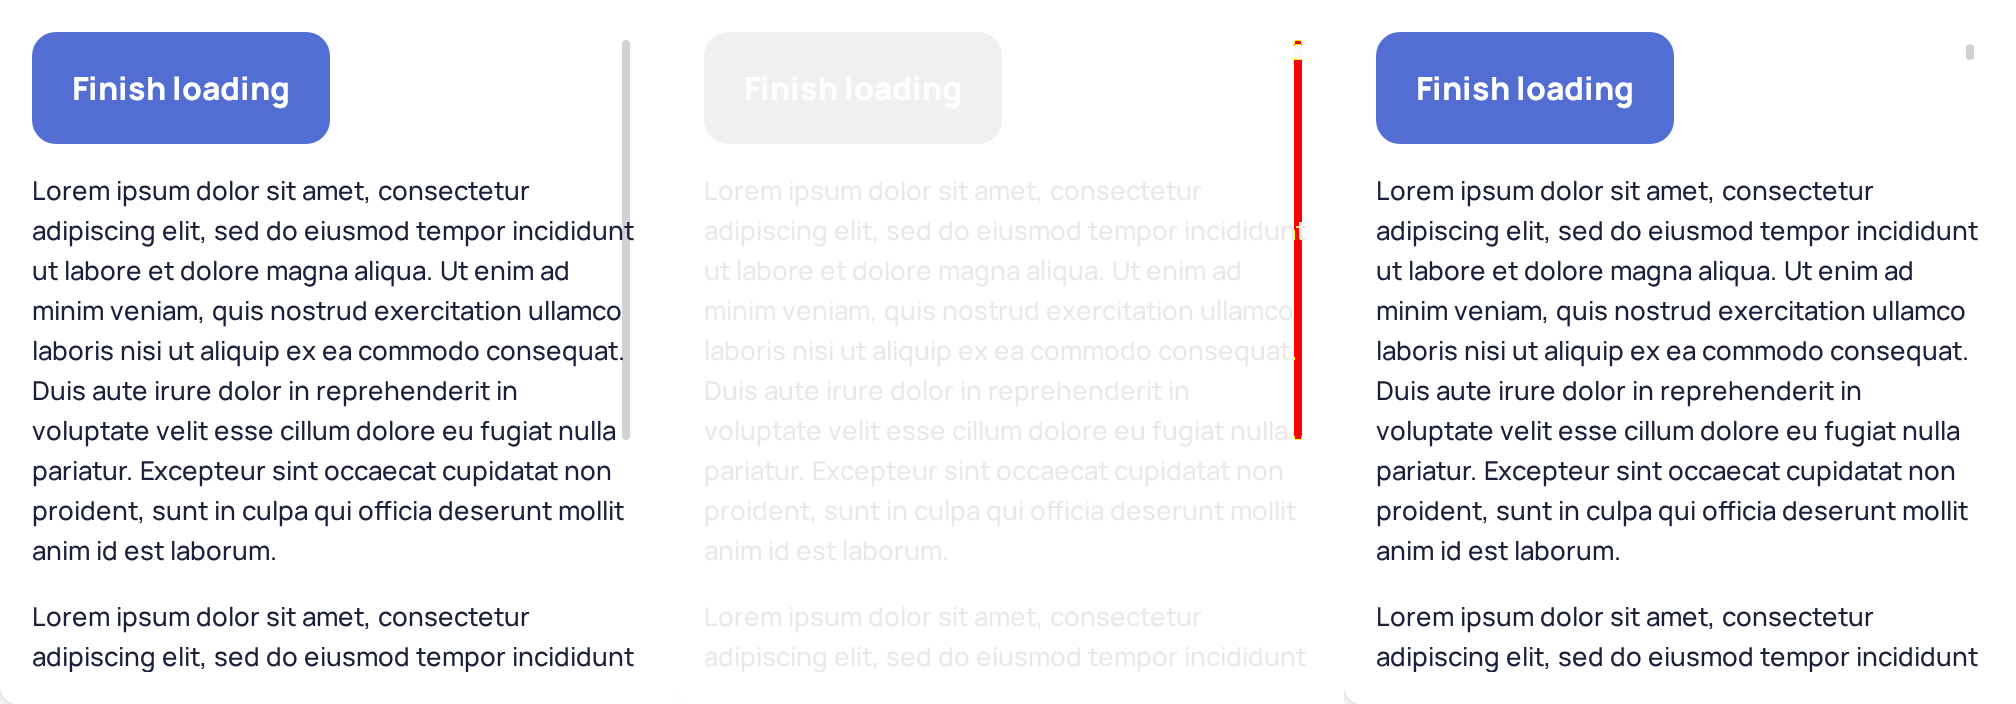 Finish loading
Lorem ipsum dolor sit amet, consectetur
adipiscing elit, sed do eiusmod tempor incididunt
ut labore et dolore magna aliqua. Ut enim ad
minim veniam, quis nostrud exercitation ullamco
laboris nisi ut aliquip ex ea commodo consequat.
Duis aute irure dolor in reprehenderit in
voluptate velit esse cillum dolore eu fugiat nulla
pariatur. Excepteur sint occaecat cupidatat non
proident, sunt in culpa qui officia deserunt mollit
anim id est laborum.
Lorem ipsum dolor sit amet, consectetur
adipiscing elit, sed do eiusmod tempor incididunt
Finish loading
Lorem ipsum dolor sit amet, consectetur
adipiscing elit, sed do eiusmod tempor incididunt
ut labore et dolore magna aliqua. Ut enim ad
minim veniam, quis nostrud exercitation ullamco
laboris nisi ut aliquip ex ea commodo consequat.
Duis aute irure dolor in reprehenderit in
voluptate velit esse cillum dolore eu fugiat nulla
pariatur. Excepteur sint occaecat cupidatat non
proident, sunt in culpa qui officia deserunt mollit
anim id est laborum.
Lorem ipsum dolor sit amet, consectetur
adipiscing elit, sed do eiusmod tempor incididunt
Finish loading
Lorem ipsum dolor sit amet, consectetur
adipiscing elit, sed do eiusmod tempor incididunt
ut labore et dolore magna aliqua. Ut enim ad
minim veniam, quis nostrud exercitation ullamco
laboris nisi ut aliquip ex ea commodo consequat.
Duis aute irure dolor in reprehenderit in
voluptate velit esse cillum dolore eu fugiat nulla
pariatur. Excepteur sint occaecat cupidatat non
proident, sunt in culpa qui officia deserunt mollit
anim id est laborum.
Lorem ipsum dolor sit amet, consectetur
adipiscing elit, sed do eiusmod tempor incididunt